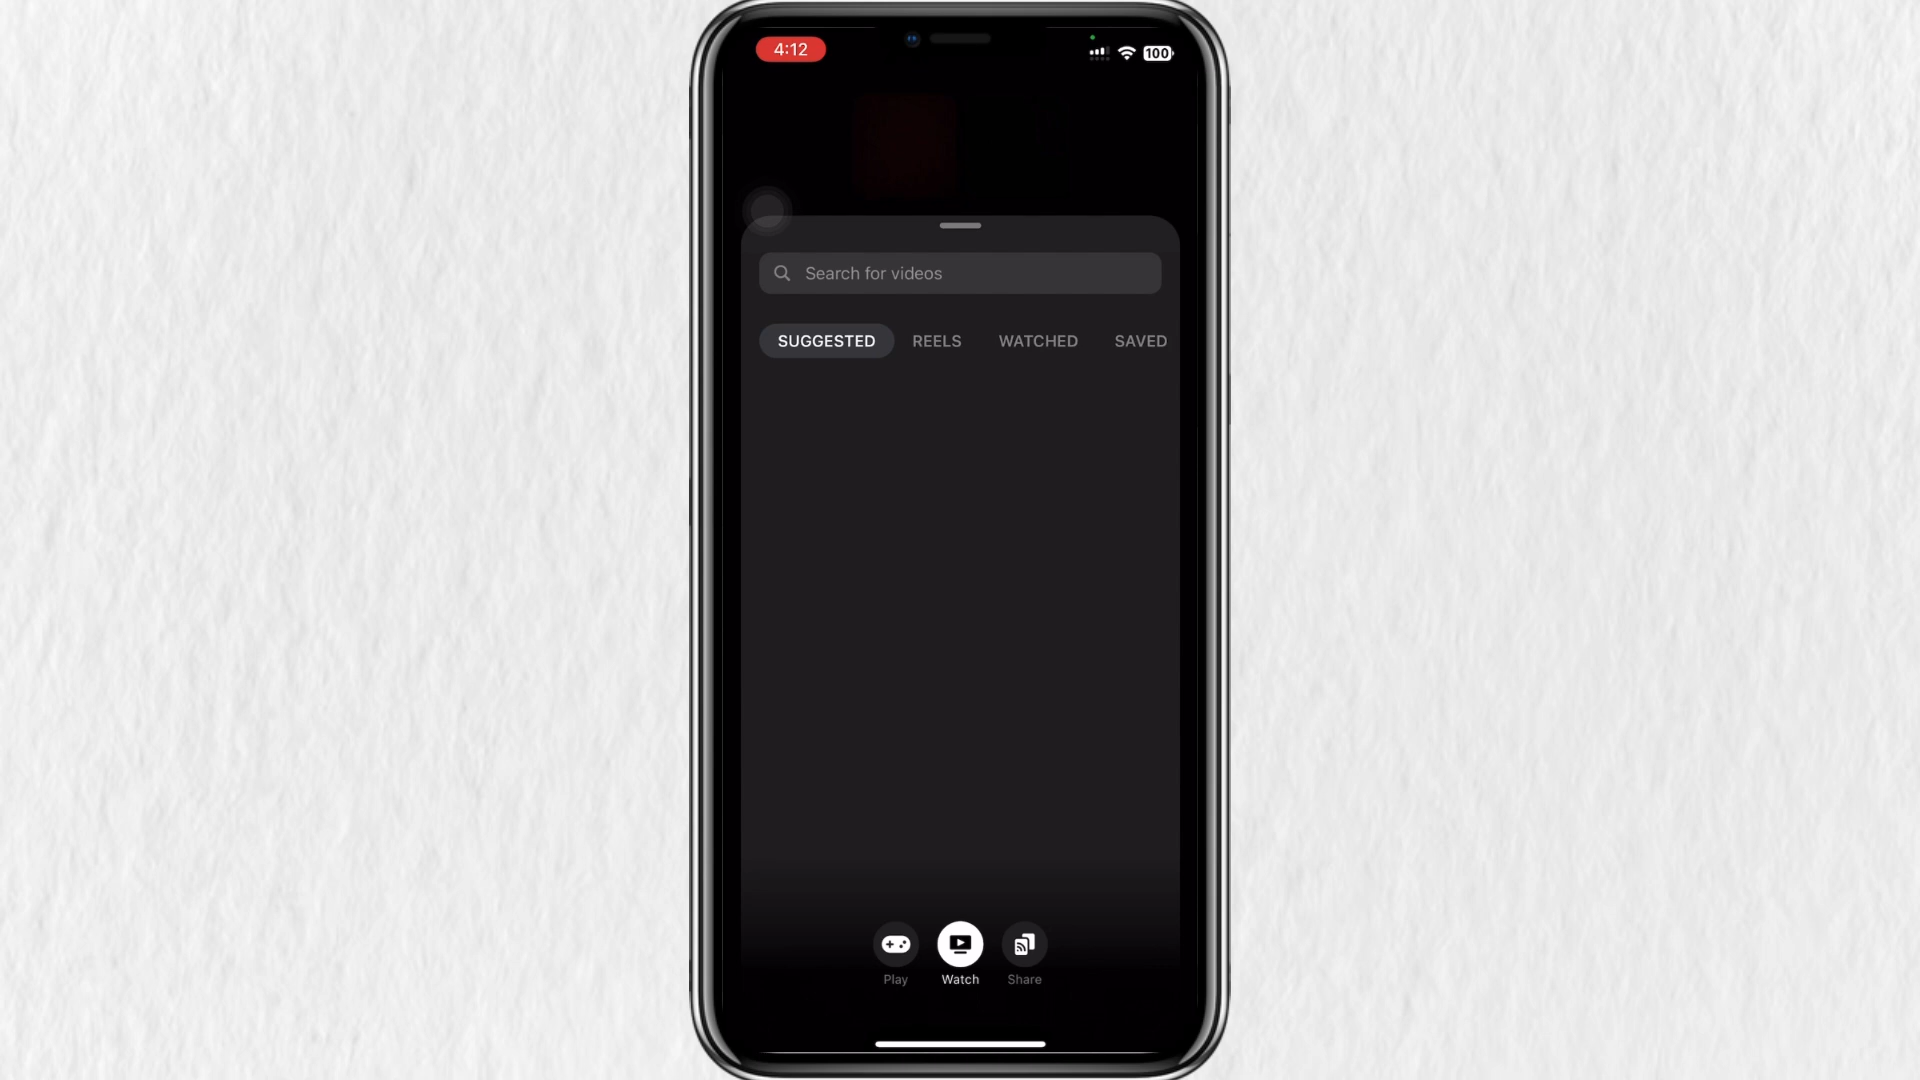 4:12
100
Search for videos
SUGGESTED REELS WATCHED SAVED
Play Watch Share